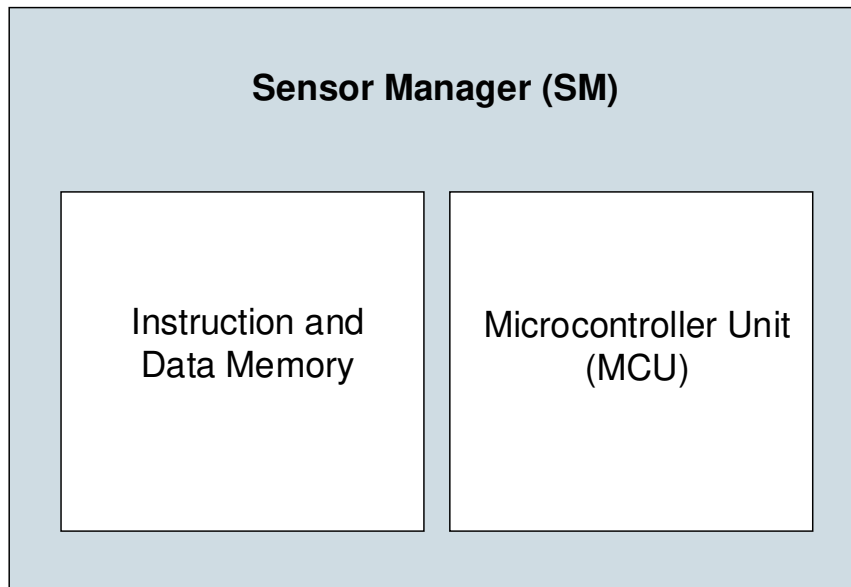 Sensor Manager (SM)
Instruction and
Data Memory
Microcontroller Unit
(MCU)